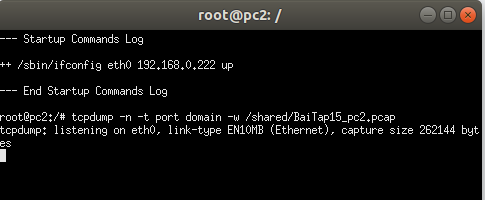 root@pc2: /
--- Startup Commands Log
++ /sbin/ifconfig eth0 192.168.0.222 up
--- End Startup Commands Log
root@pc2:/# tcpdump -n -t port domain -w /shared/BaiTap15_pc2.pcap
tcpdump: listening on eth0, link-type EN10MB (Ethernet), capture size 262144 byt
es